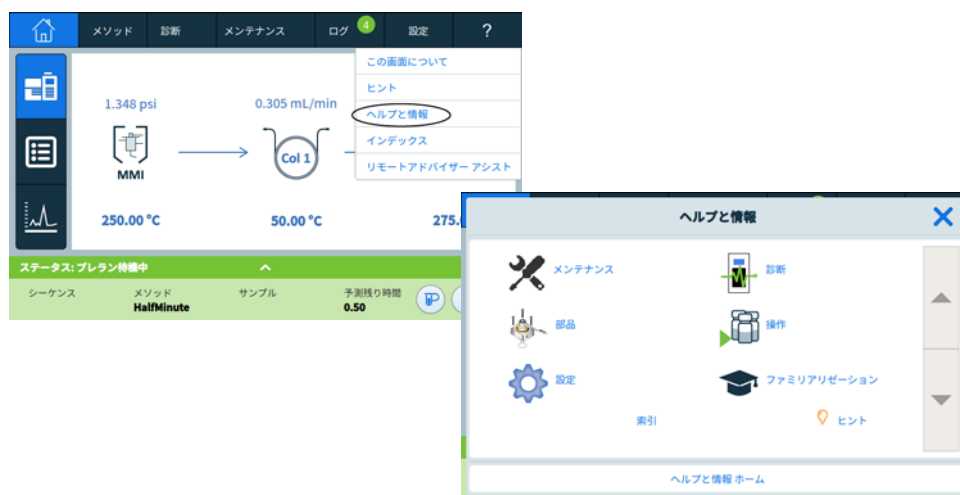 メソッド 診断 メンテナンス ログ 4 設定 ?
この画面について
ヒント
ヘルプと情報
インデックス
リモートアドバイザー アシスト
1.348 psi 0.305 mL/min
MMI Col 1
250.00 °C 50.00 °C 275.
ステータス: プレラン待機中
シーケンス メソッド サンプル 予測残り時間
HalfMinute 0.50
ヘルプと情報
メンテナンス 診断
部品 操作
設定 ファミリアリゼーション
索引 ヒント
ヘルプと情報 ホーム